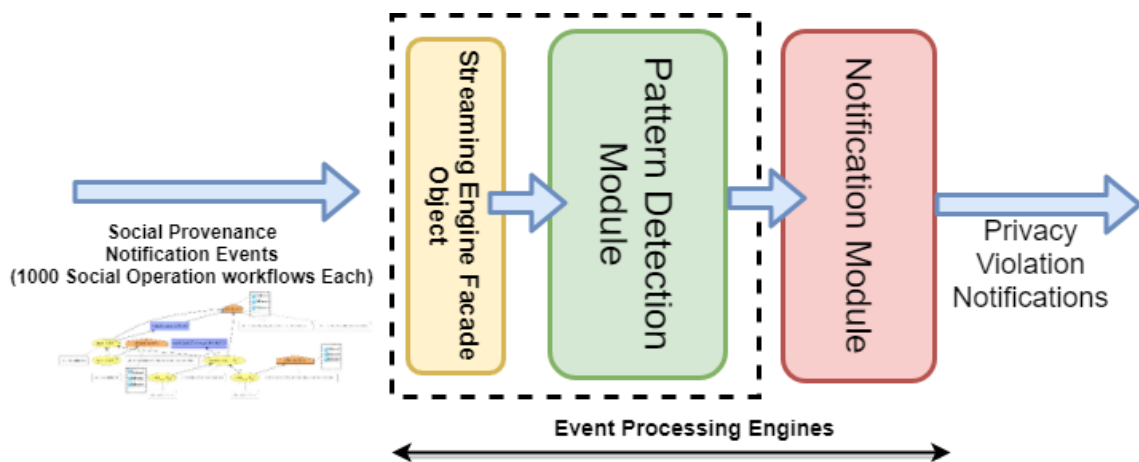 Social Provenance
Notification Events
(1000 Social Operation workflows Each)
Streaming Engine Facade
Object
Pattern Detection
Module
Notification Module
Privacy
Violation
Notifications
Event Processing Engines